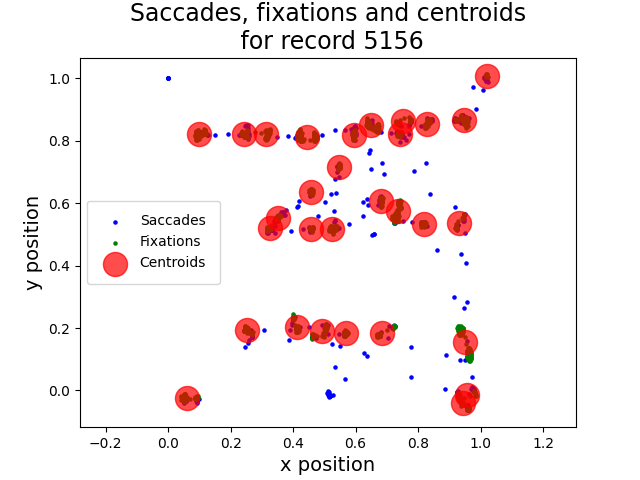 Saccades, fixations and centroids
for record 5156
1.0
0.8
0.6
0.4
0.2
0.0
y position
Saccades
Fixations
Centroids
−0.2
0.0
0.2
0.4
0.6
0.8
1.0
1.2
x position